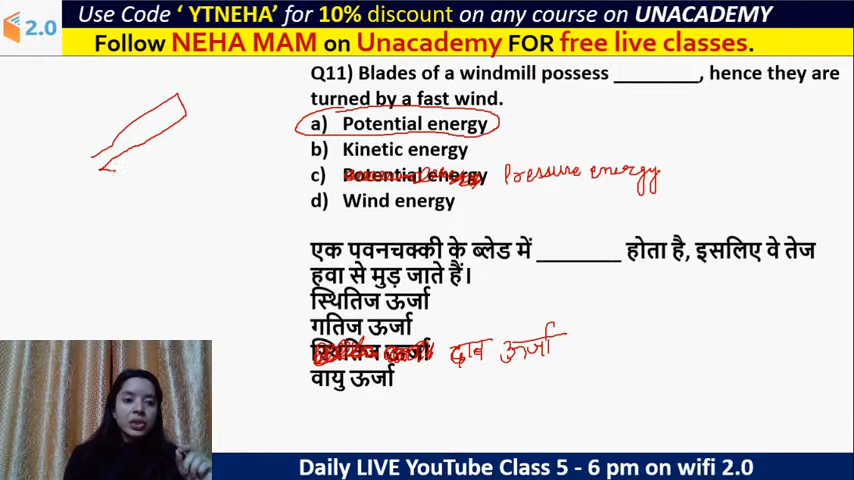 Use Code ‘ YTNEHA’ for 10% discount on any course on UNACADEMY
2.0
Follow NEHA MAM on Unacademy FOR free live classes.
Q11) Blades of a windmill possess ________, hence they are
turned by a fast wind.
a) Potential energy
b) Kinetic energy
c) Potential energy Pressure energy
d) Wind energy
एक पवनचक्की के ब्लेड में _______ होता है, इसलिए वे तेज
हवा से मुड़ जाते हैं।
स्थितिज ऊर्जा
गतिज ऊर्जा
स्थितिज ऊर्जा दाब ऊर्जा
वायु ऊर्जा
Daily LIVE YouTube Class 5 - 6 pm on wifi 2.0